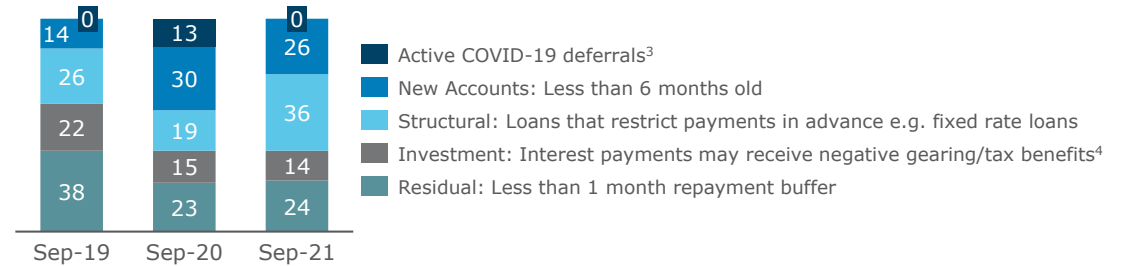 0
14
26
22
38
13
30
19
15
23
0
26
36
14
24
Sep-19 Sep-20 Sep-21
Active COVID-19 deferrals³
New Accounts: Less than 6 months old
Structural: Loans that restrict payments in advance e.g. fixed rate loans
Investment: Interest payments may receive negative gearing/tax benefits⁴
Residual: Less than 1 month repayment buffer